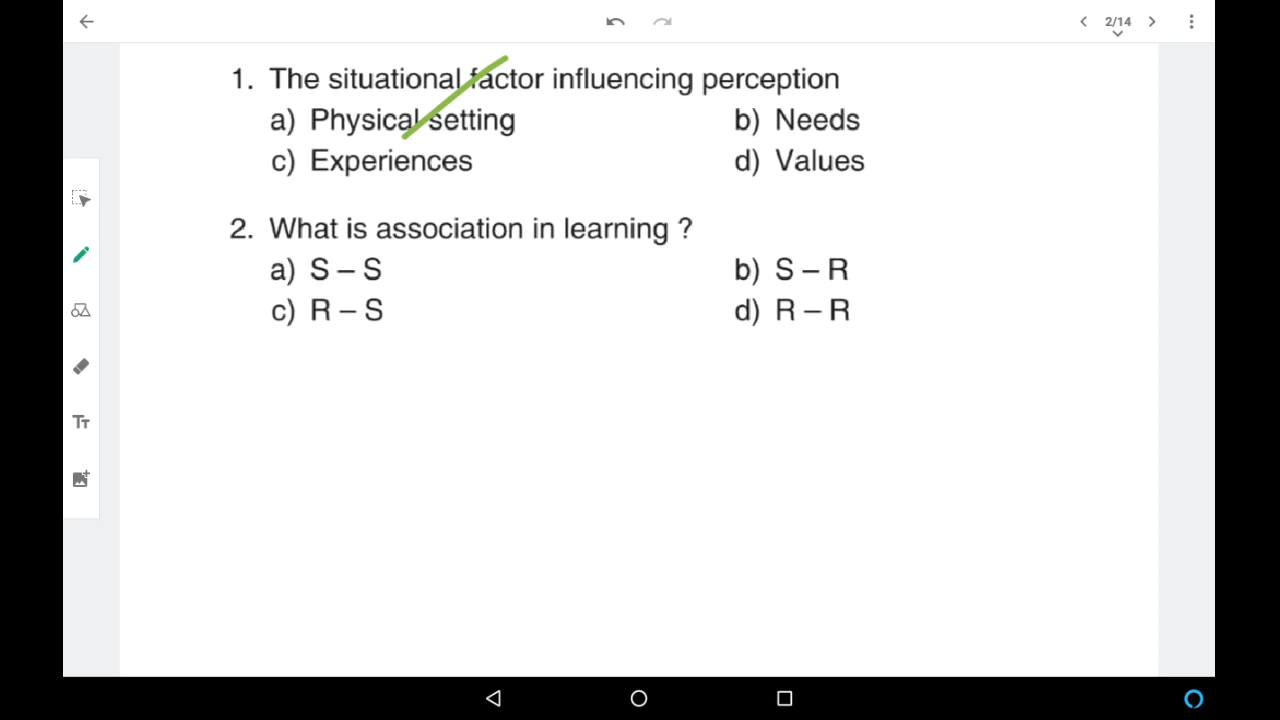 2/14
1. The situational factor influencing perception
a) Physical setting b) Needs
c) Experiences d) Values
2. What is association in learning ?
a) S – S b) S – R
c) R – S d) R – R
Tт